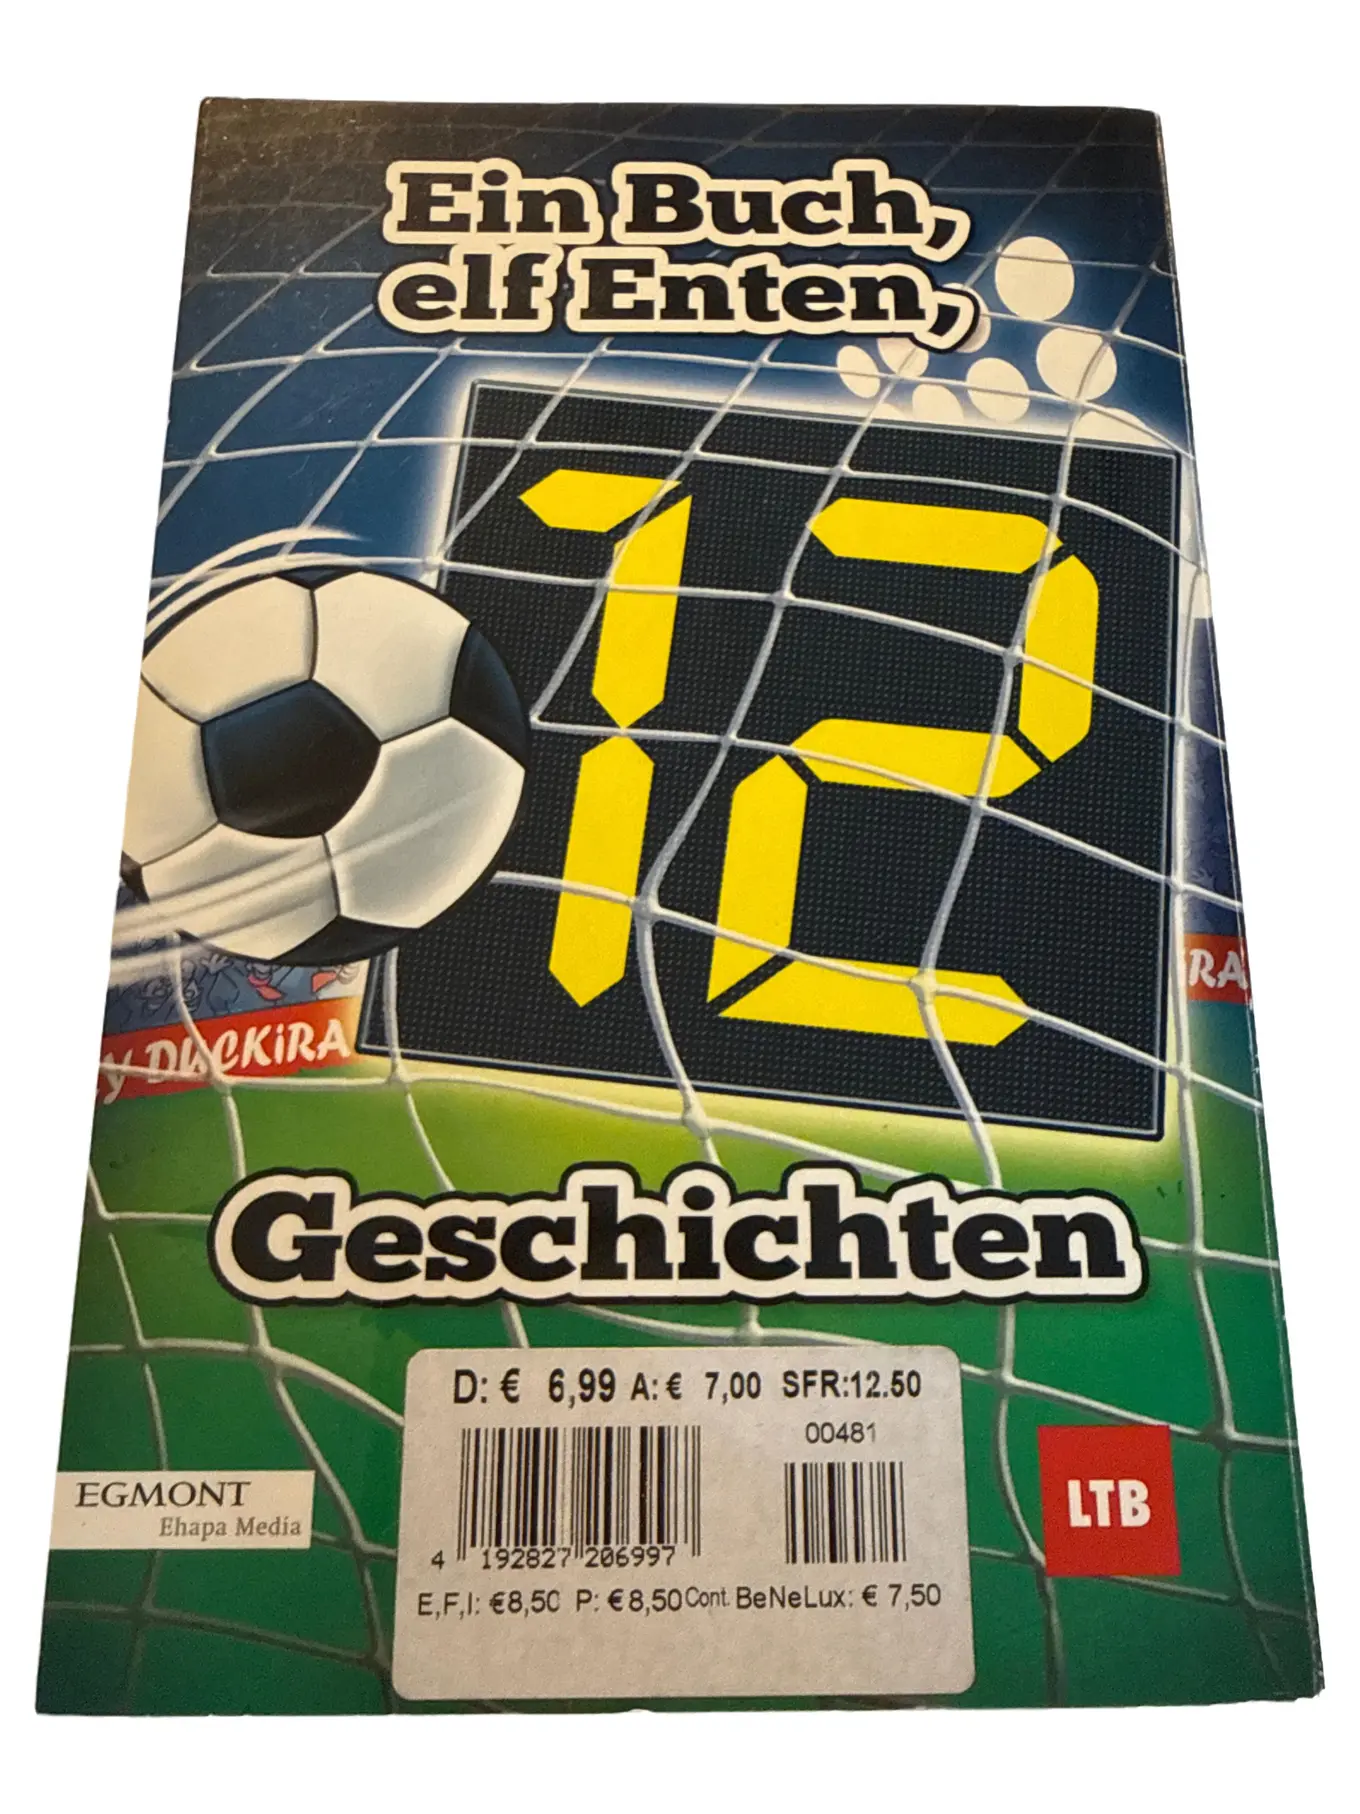 Ein Buch,
elf Enten,
12
Y DUCKiRA
RA
Geschichten
D: € 6,99 A: € 7,00 SFR:12.50
00481
EGMONT
Ehapa Media
LTB
4 192827 206997
E,F,I: €8,50 P: €8,50 Cont. BeNeLux: € 7,50